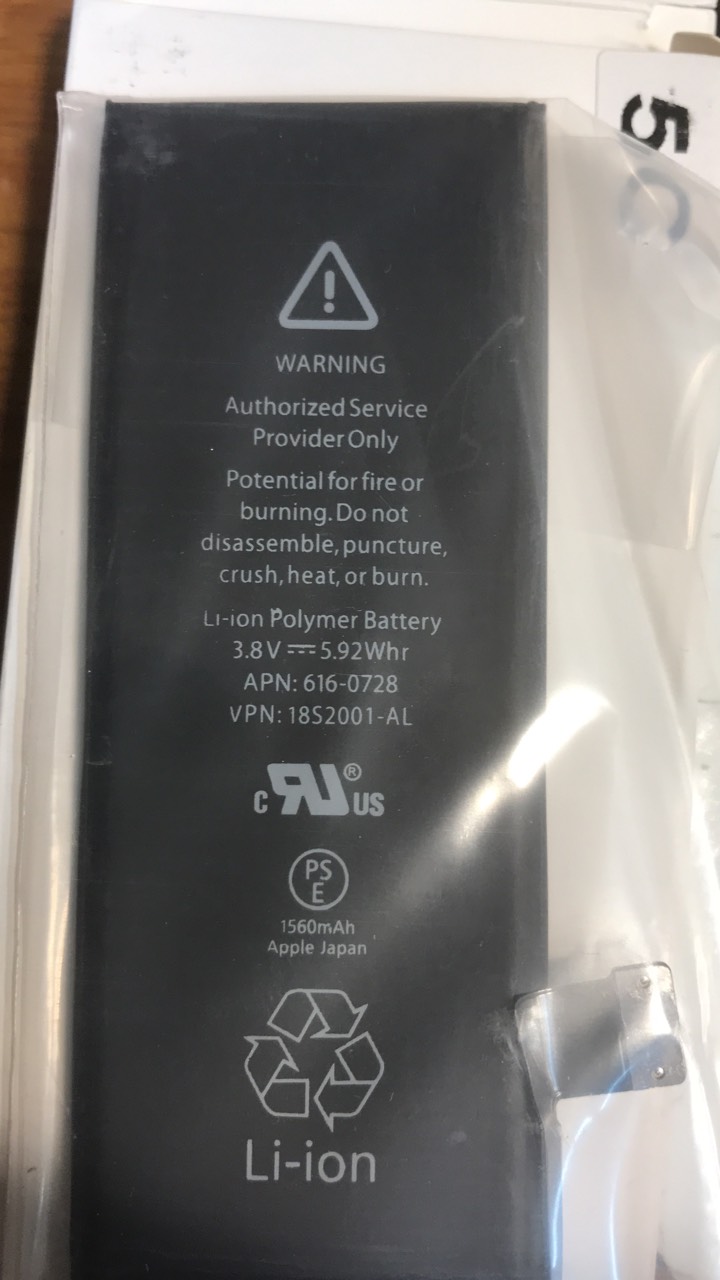 5C
WARNING
Authorized Service
Provider Only
Potential for fire or
burning. Do not
disassemble, puncture,
crush, heat, or burn.
Li-ion Polymer Battery
3.8V ⎓ 5.92Whr
APN: 616-0728
VPN: 18S2001-AL
c RU ® US
PS
E
1560mAh
Apple Japan
Li-ion